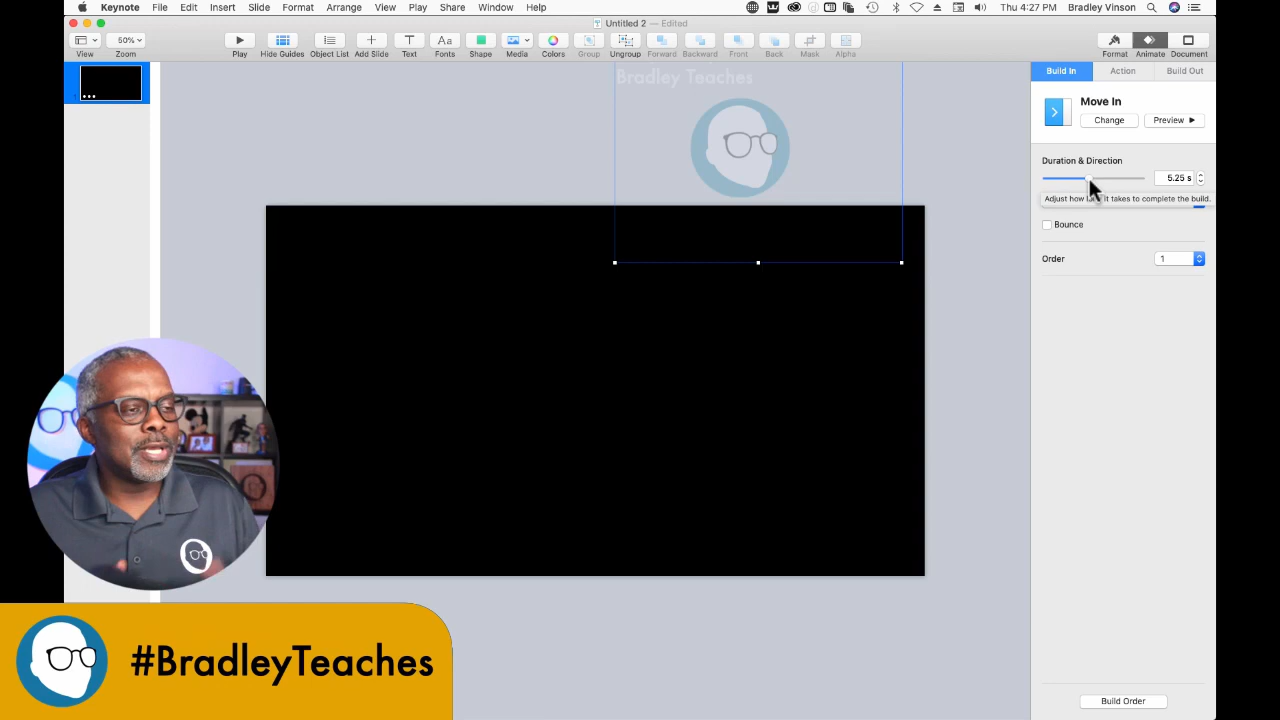 Keynote File Edit Insert Slide Format Arrange View Play Share Window Help Thu 4:27 PM Bradley Vinson
Untitled 2 — Edited
50%
View Zoom Play Hide Guides Object List Add Slide Text Fonts Shape Media Colors Group Ungroup Forward Backward Front Back Mask Alpha Format Animate Document
Build In Action Build Out
Bradley Teaches
Move In
Change Preview
Duration & Direction
5.25 s
Adjust how it takes to complete the build.
Bounce
Order 1
#BradleyTeaches
Build Order